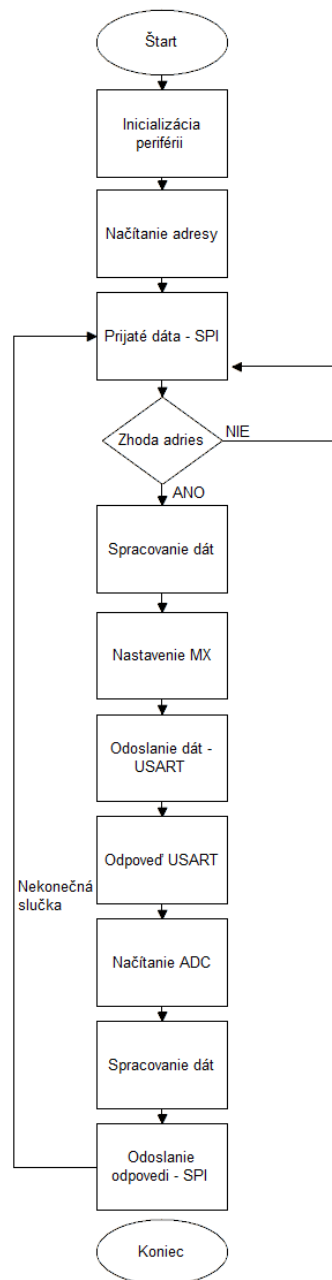 Štart
Inicializácia
periférii
Načítanie adresy
Prijaté dáta - SPI
Zhoda adries
NIE
ANO
Spracovanie dát
Nastavenie MX
Odoslanie dát -
USART
Odpoveď USART
Nekonečná
slučka
Načítanie ADC
Spracovanie dát
Odoslanie
odpovedi - SPI
Koniec